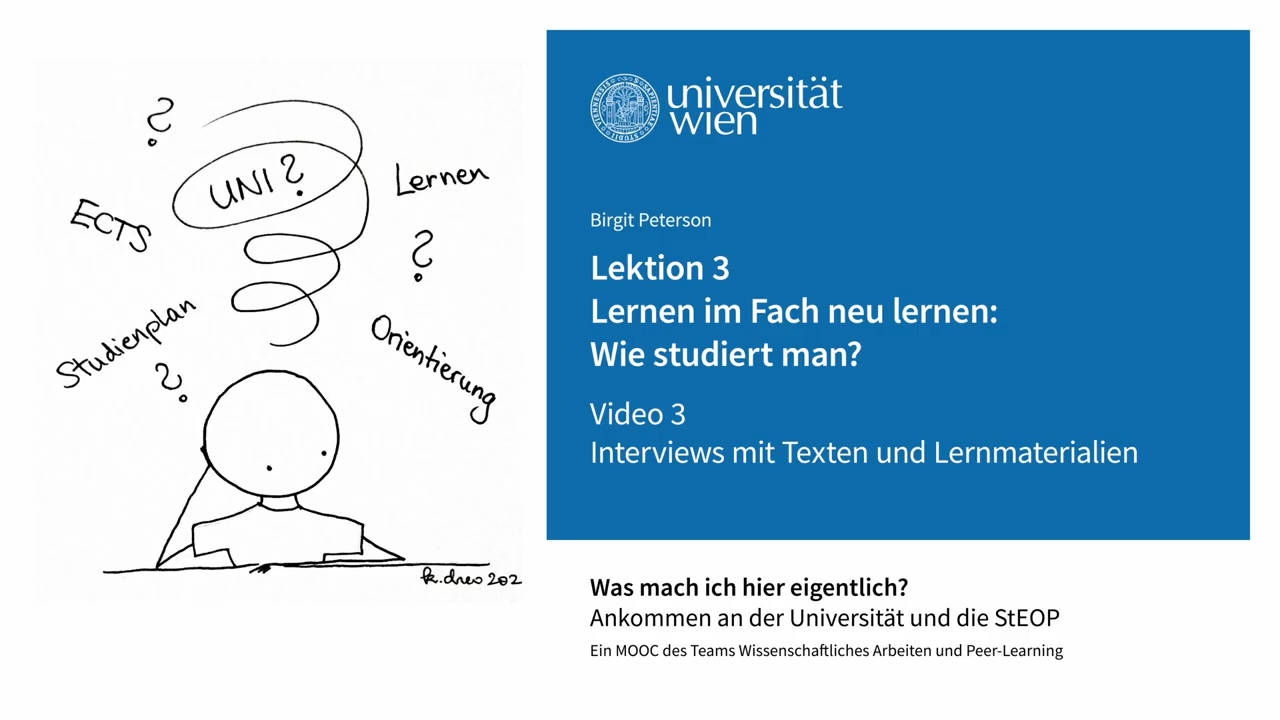 ?
UNI?
Lernen
ECTS
?
Studienplan
?
Orientierung
universität
wien
Birgit Peterson
Lektion 3
Lernen im Fach neu lernen:
Wie studiert man?
Video 3
Interviews mit Texten und Lernmaterialien
Was mach ich hier eigentlich?
Ankommen an der Universität und die StEOP
Ein MOOC des Teams Wissenschaftliches Arbeiten und Peer-Learning